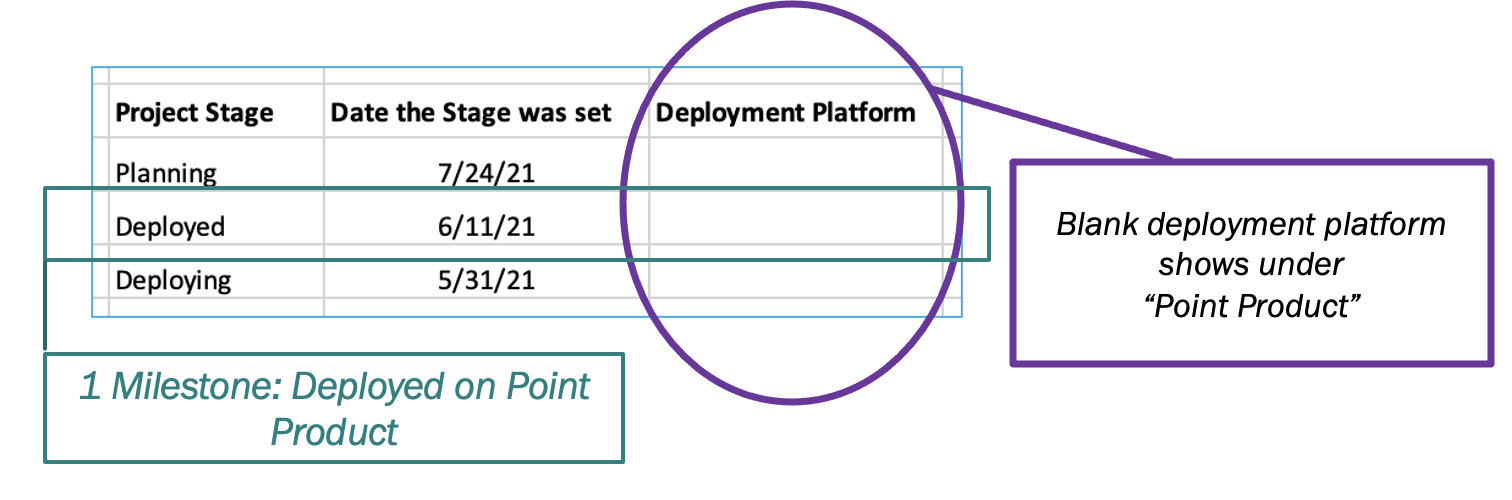 Project Stage Date the Stage was set Deployment Platform
Planning 7/24/21
Deployed 6/11/21
Deploying 5/31/21
Blank deployment platform
shows under
“Point Product”
1 Milestone: Deployed on Point
Product